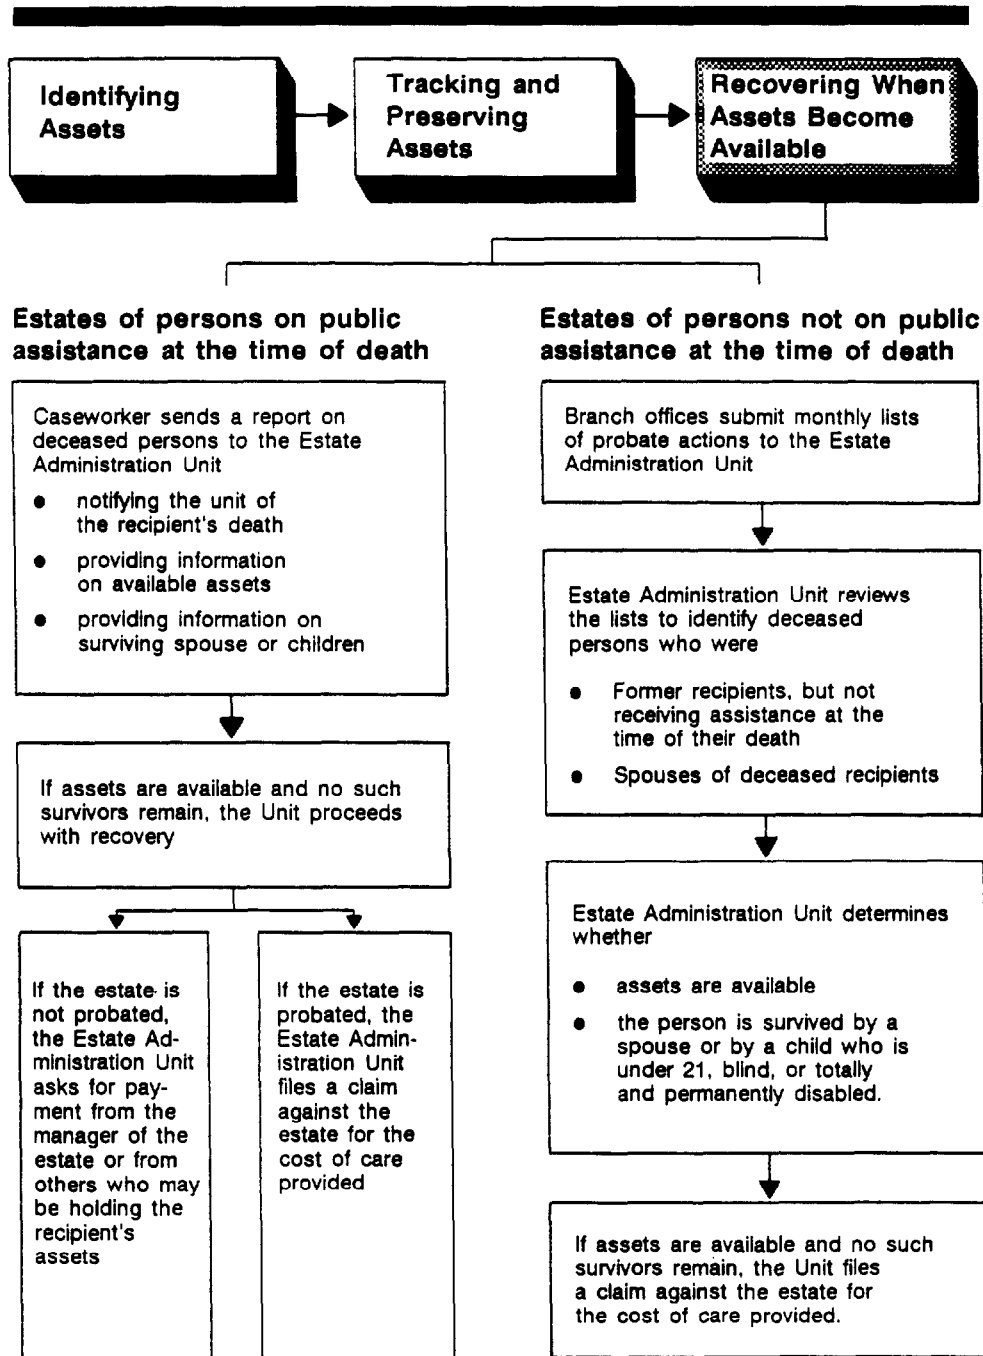 Identifying
Assets
Tracking and
Preserving
Assets
Recovering When
Assets Become
Available
Estates of persons on public
assistance at the time of death
Caseworker sends a report on
deceased persons to the Estate
Administration Unit
● notifying the unit of
the recipient's death
● providing information
on available assets
● providing information on
surviving spouse or children
If assets are available and no such
survivors remain, the Unit proceeds
with recovery
If the estate is
not probated,
the Estate Ad-
ministration Unit
asks for pay-
ment from the
manager of the
estate or from
others who may
be holding the
recipient's
assets
If the estate is
probated, the
Estate Admin-
istration Unit
files a claim
against the
estate for the
cost of care
provided
Estates of persons not on public
assistance at the time of death
Branch offices submit monthly lists
of probate actions to the Estate
Administration Unit
Estate Administration Unit reviews
the lists to identify deceased
persons who were
● Former recipients, but not
receiving assistance at the
time of their death
● Spouses of deceased recipients
Estate Administration Unit determines
whether
● assets are available
● the person is survived by a
spouse or by a child who is
under 21, blind, or totally
and permanently disabled.
If assets are available and no such
survivors remain, the Unit files
a claim against the estate for
the cost of care provided.